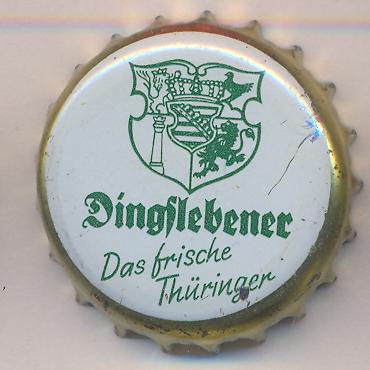 Dingslebener
Das frische
Thüringer